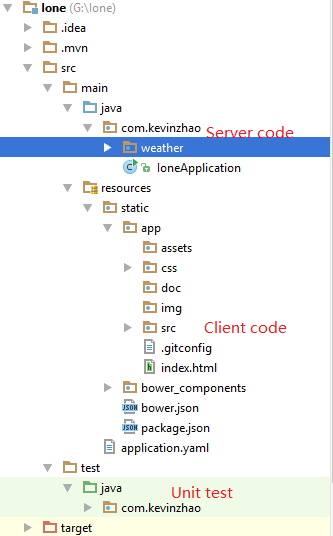 lone (G:\lone)
.idea
.mvn
src
main
java
com.kevinzhao
Server code
weather
loneApplication
resources
static
app
assets
css
doc
img
src
Client code
.gitconfig
index.html
bower_components
bower.json
package.json
application.yaml
test
java
Unit test
com.kevinzhao
target